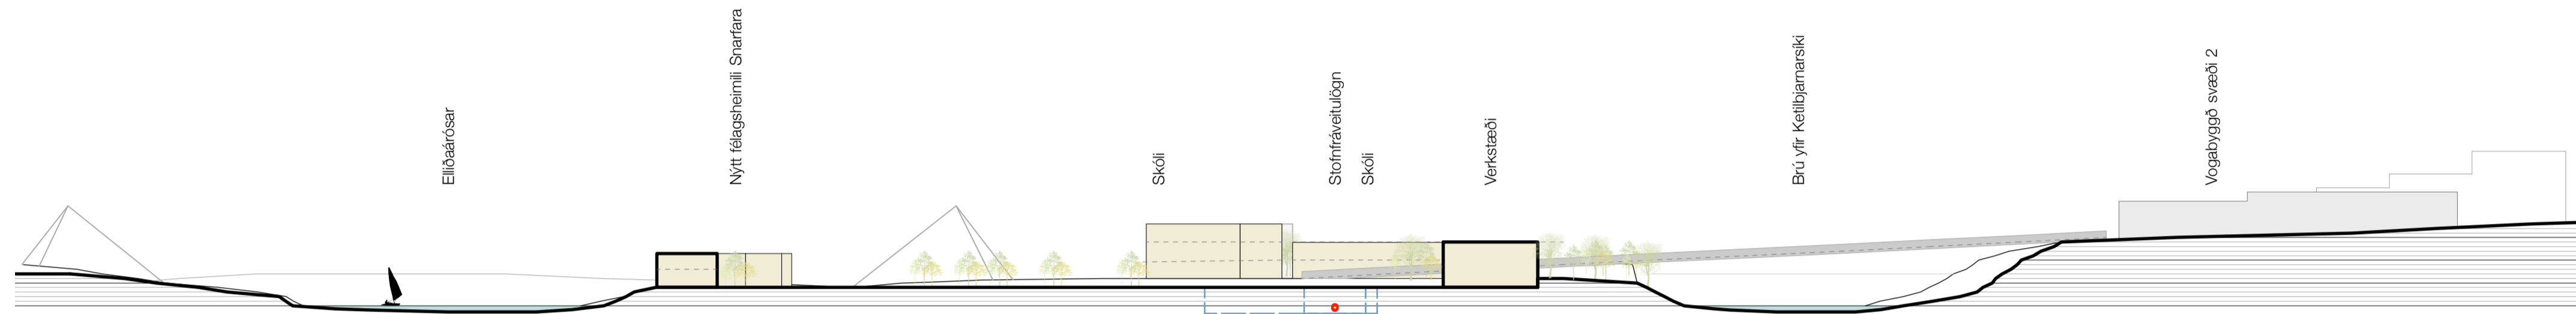 Elliðaárósar
Nýtt félagsheimili Snarfara
Skóli
Stofnfráveitulögn
Skóli
Verkstæði
Brú yfir Ketilbjarnarsíki
Vogabyggð svæði 2